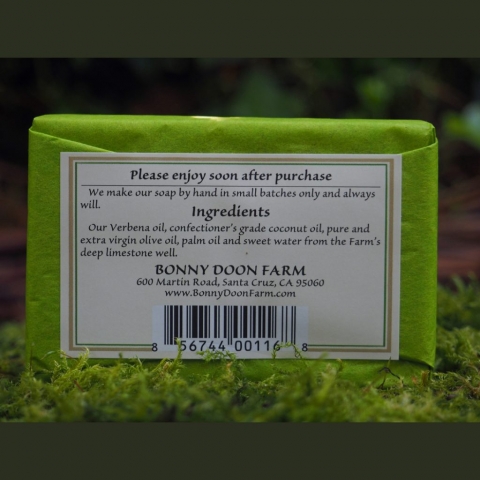 Please enjoy soon after purchase
We make our soap by hand in small batches only and always
will.
Ingredients
Our Verbena oil, confectioner's grade coconut oil, pure and
extra virgin olive oil, palm oil and sweet water from the Farm's
deep limestone well.
BONNY DOON FARM
600 Martin Road, Santa Cruz, CA 95060
www.BonnyDoonFarm.com
8 56744 00116 8